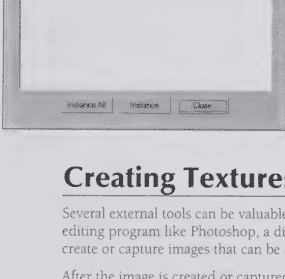 Instance All Instance Close
Creating Textures
Several external tools can be valuable
editing program like Photoshop, a di
create or capture images that can be
After the image is created or captured